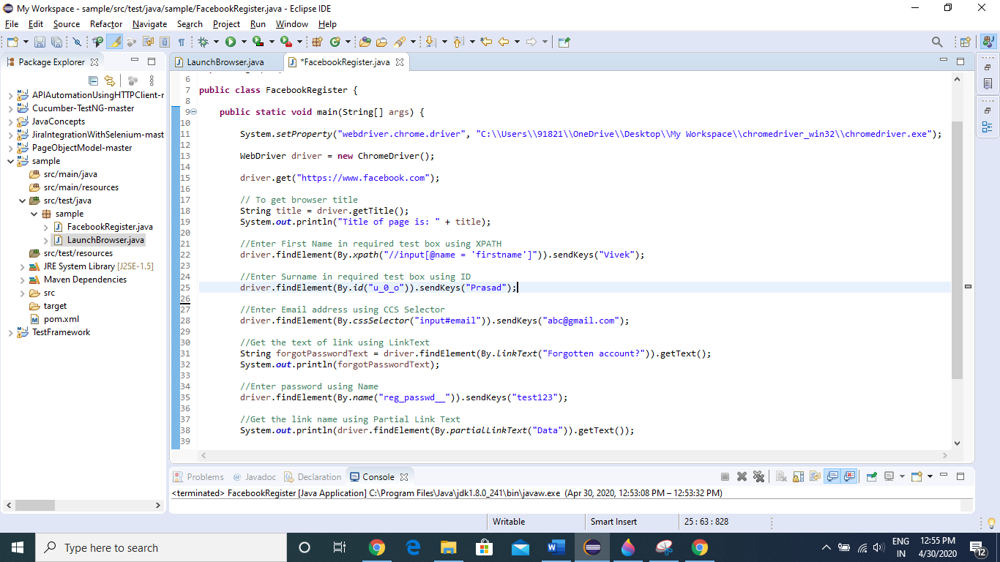 My Workspace - sample/src/test/java/sample/FacebookRegister.java - Eclipse IDE
File Edit Source Refactor Navigate Search Project Run Window Help
Package Explorer
APIAutomationUsingHTTPClient-r
Cucumber-TestNG-master
JavaConcepts
JiraIntegrationWithSelenium-mast
PageObjectModel-master
sample
src/main/java
src/main/resources
src/test/java
sample
FacebookRegister.java
LaunchBrowser.java
src/test/resources
JRE System Library [J2SE-1.5]
Maven Dependencies
src
target
pom.xml
TestFramework
LaunchBrowser.java *FacebookRegister.java
6
7 public class FacebookRegister {
8
9 public static void main(String[] args) {
10
11 System.setProperty("webdriver.chrome.driver", "C:\\Users\\91821\\OneDrive\\Desktop\\My Workspace\\chromedriver_win32\\chromedriver.exe");
12
13 WebDriver driver = new ChromeDriver();
14
15 driver.get("https://www.facebook.com");
16
17 // To get browser title
18 String title = driver.getTitle();
19 System.out.println("Title of page is: " + title);
20
21 //Enter First Name in required test box using XPATH
22 driver.findElement(By.xpath("//input[@name = 'firstname']")).sendKeys("Vivek");
23
24 //Enter Surname in required test box using ID
25 driver.findElement(By.id("u_0_o")).sendKeys("Prasad");
26
27 //Enter Email address using CCS Selector
28 driver.findElement(By.cssSelector("input#email")).sendKeys("abc@gmail.com");
29
30 //Get the text of link using LinkText
31 String forgotPasswordText = driver.findElement(By.linkText("Forgotten account?")).getText();
32 System.out.println(forgotPasswordText);
33
34 //Enter password using Name
35 driver.findElement(By.name("reg_passwd__")).sendKeys("test123");
36
37 //Get the link name using Partial Link Text
38 System.out.println(driver.findElement(By.partialLinkText("Data")).getText());
39
Problems Javadoc Declaration Console
<terminated> FacebookRegister [Java Application] C:\Program Files\Java\jdk1.8.0_241\bin\javaw.exe (Apr 30, 2020, 12:53:08 PM – 12:53:32 PM)
Writable Smart Insert 25 : 63 : 828
Type here to search
ENG
IN
12:55 PM
4/30/2020
12